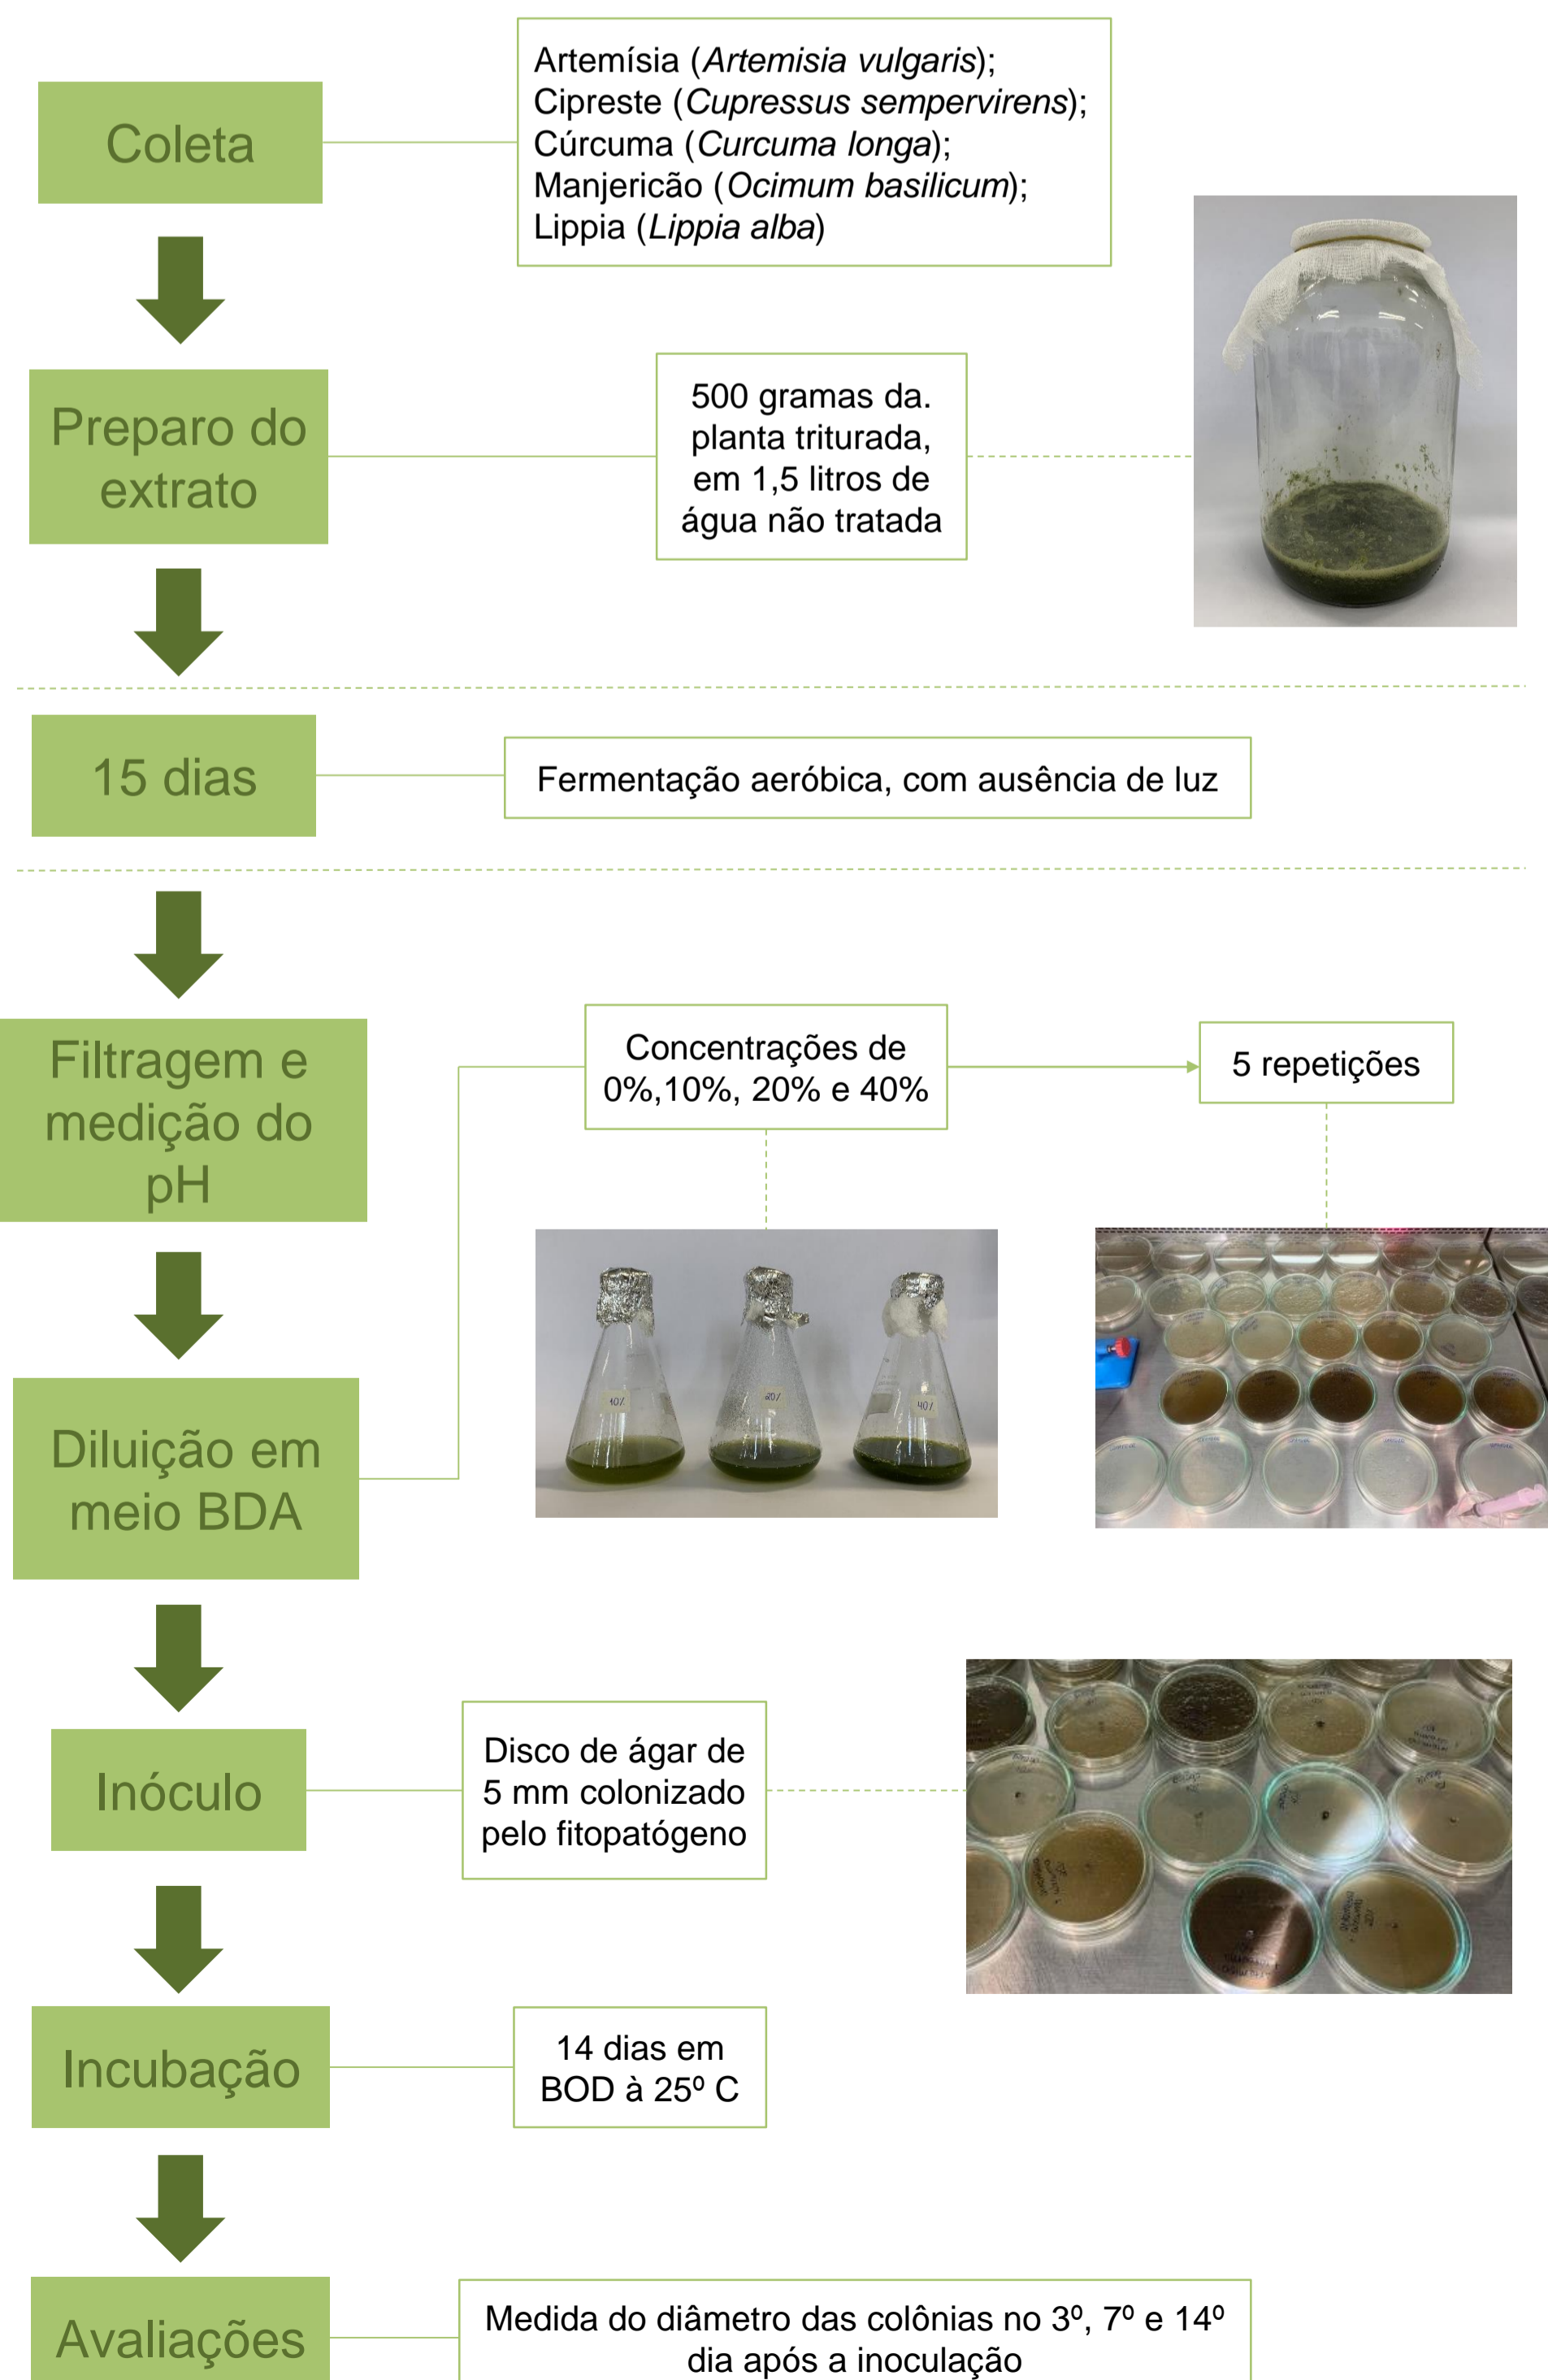 Coleta
Artemísia (Artemisia vulgaris);
Cipreste (Cupressus sempervirens);
Cúrcuma (Curcuma longa);
Manjericão (Ocimum basilicum);
Lippia (Lippia alba)
Preparo do
extrato
500 gramas da.
planta triturada,
em 1,5 litros de
água não tratada
15 dias
Fermentação aeróbica, com ausência de luz
Filtragem e
medição do
pH
Concentrações de
0%,10%, 20% e 40%
5 repetições
10%
20%
40%
Diluição em
meio BDA
Inóculo
Disco de ágar de
5 mm colonizado
pelo fitopatógeno
Incubação
14 dias em
BOD à 25º C
Avaliações
Medida do diâmetro das colônias no 3º, 7º e 14º
dia após a inoculação